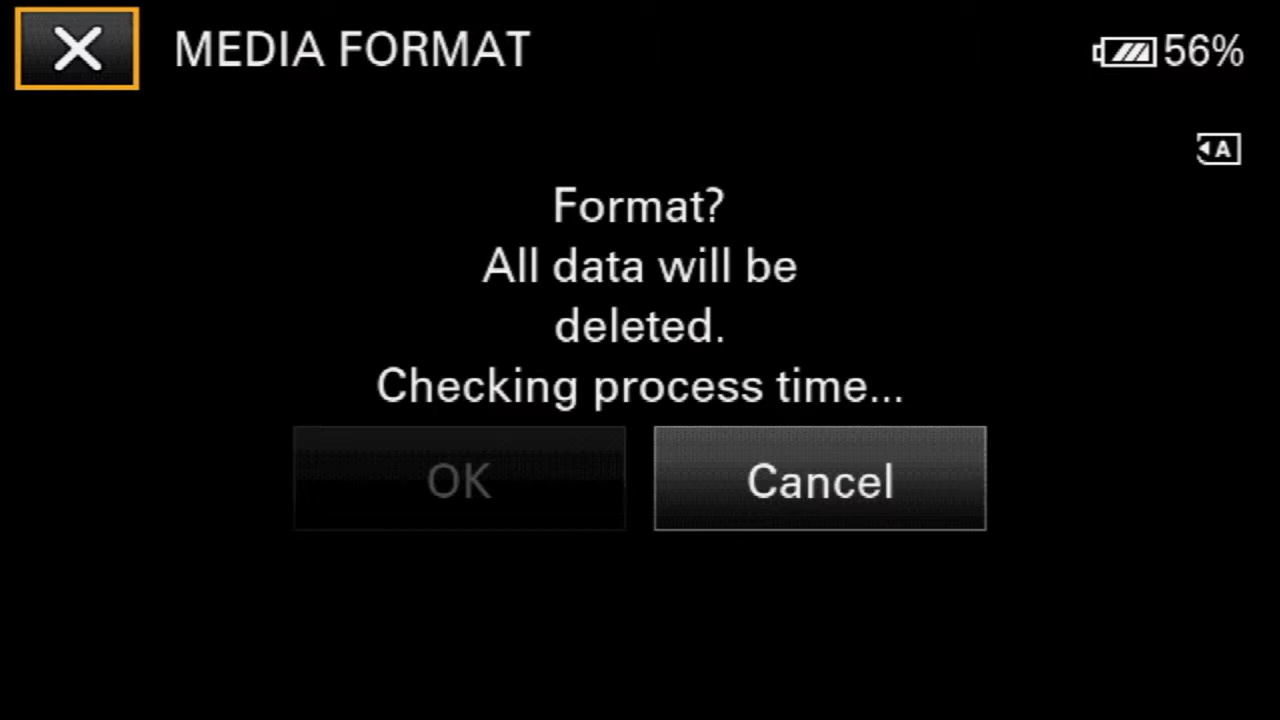 MEDIA FORMAT
56%
A
Format?
All data will be
deleted.
Checking process time...
OK
Cancel